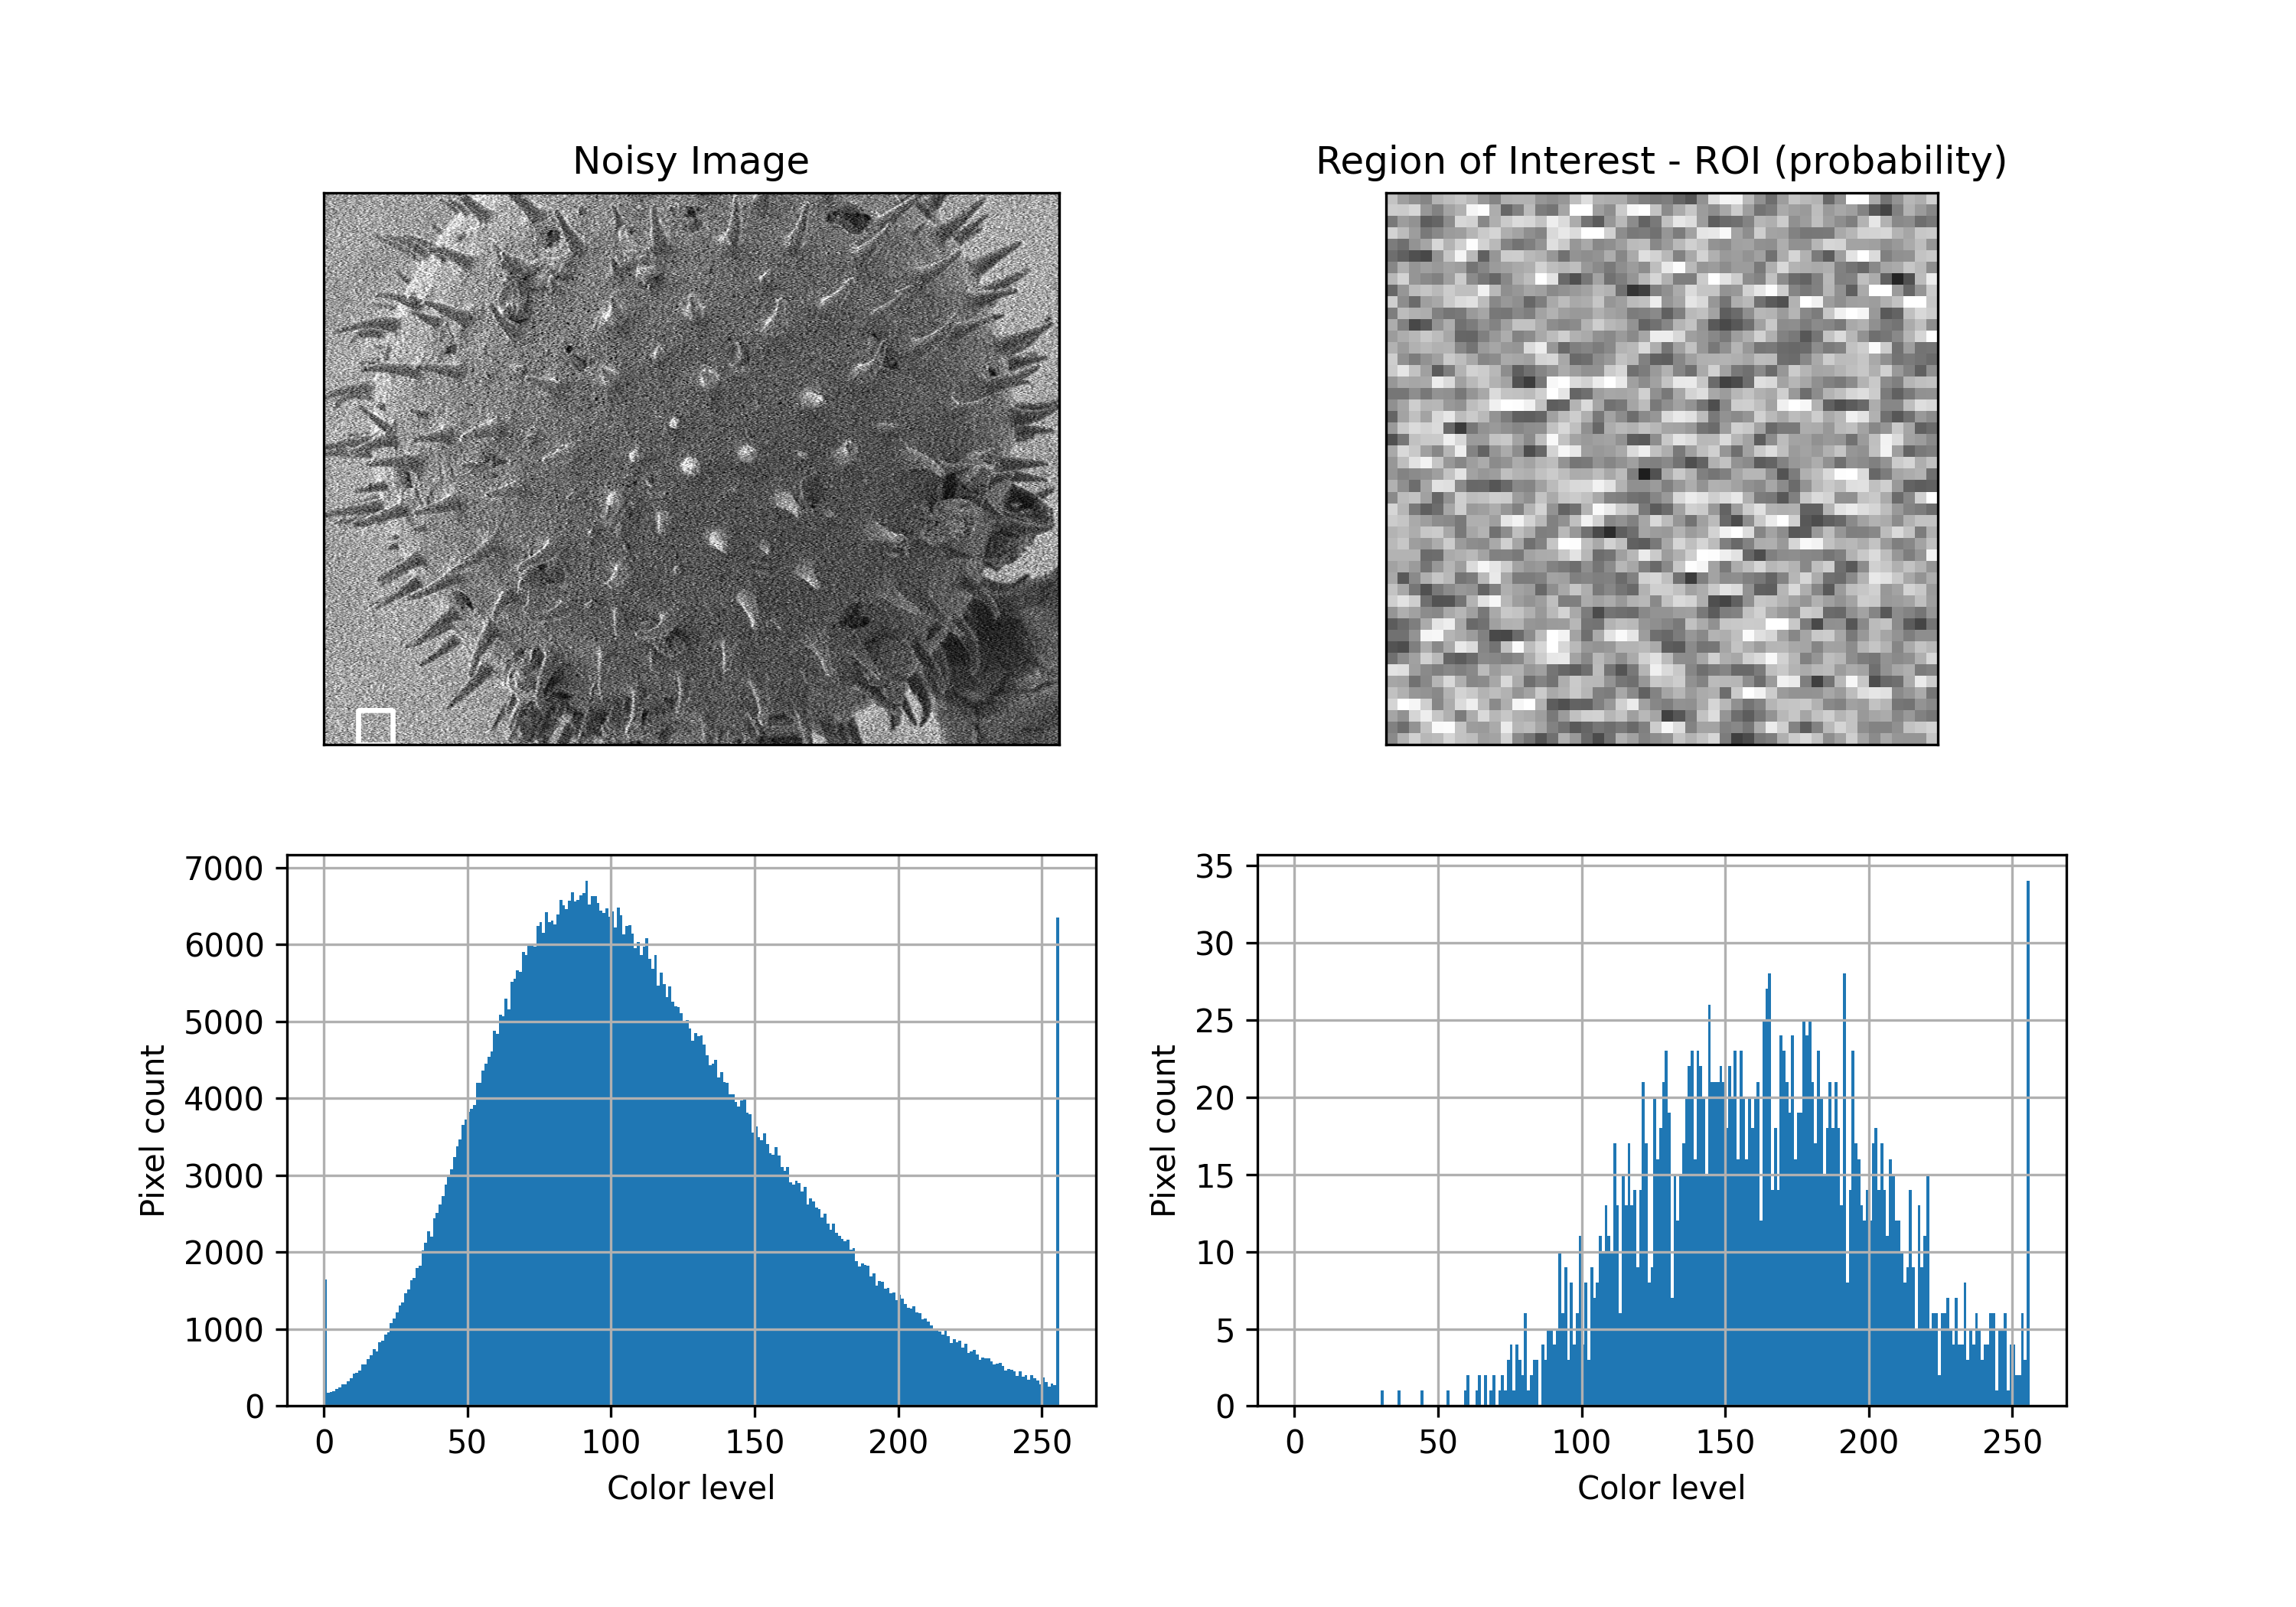 Noisy Image
Region of Interest - ROI (probability)
7000
6000
5000
4000
3000
2000
1000
0
Pixel count
0 50 100 150 200 250
Color level
35
30
25
20
15
10
5
0
Pixel count
0 50 100 150 200 250
Color level